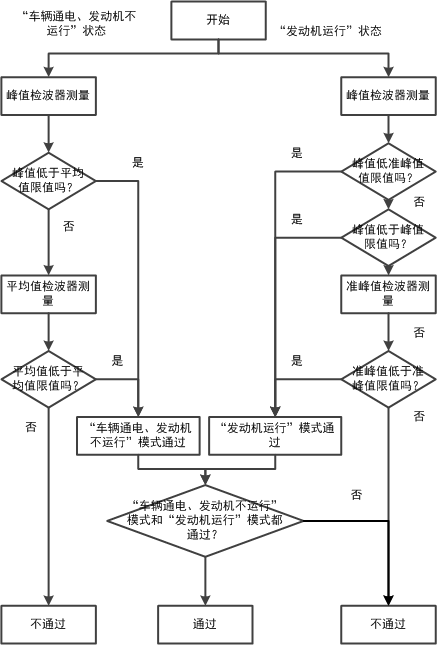 “车辆通电、发动机不
运行”状态
开始
“发动机运行”状态
峰值检波器测量
峰值检波器测量
峰值低于平均
值限值吗？
是
是
峰值低准峰值
值限值吗？
否
否
是
峰值低于峰值
限值吗？
平均值检波器测
量
准峰值检波器测
量
否
平均值低于平
均值限值吗？
是
是
准峰值低于准
峰值限值吗？
否
否
“车辆通电、发动机
不运行”模式通过
“发动机运行”模式通
过
“车辆通电、发动机不运行”
模式和“发动机运行”模式都
通过？
否
不通过
通过
不通过